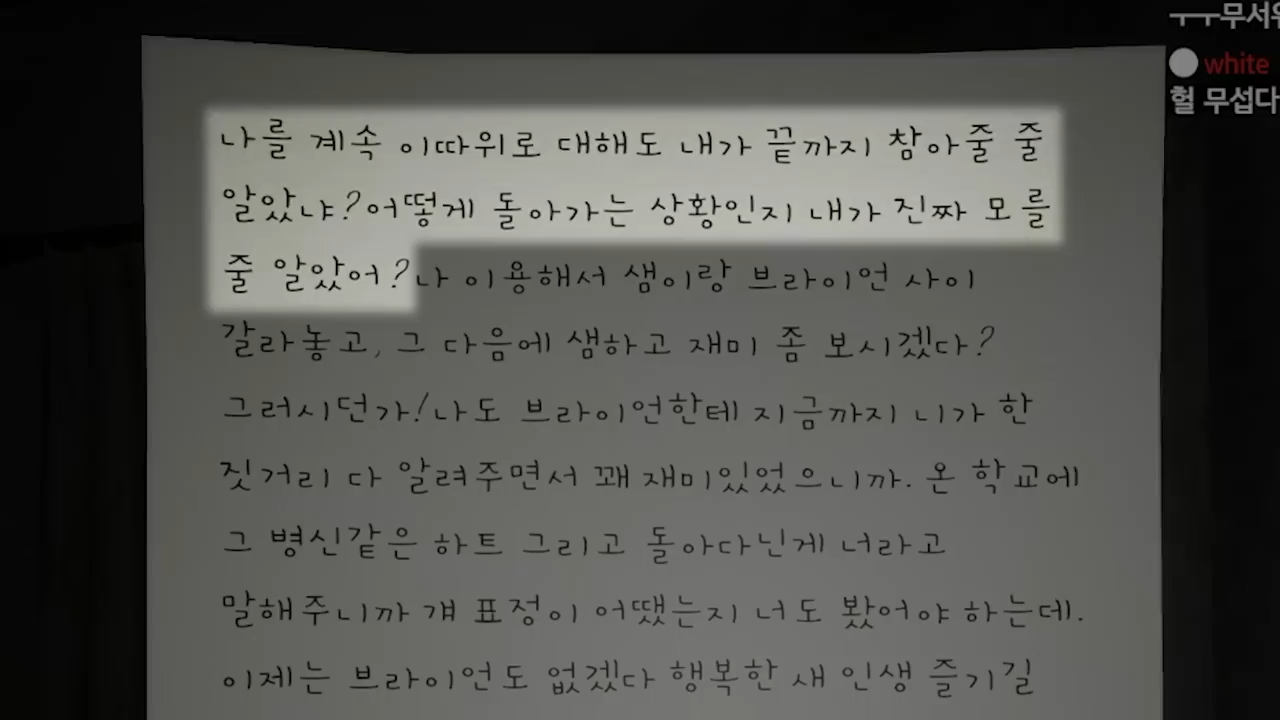 ㅜㅜ무서워
white
헐 무섭다
나를 계속 이따위로 대해도 내가 끝까지 참아줄 줄
알았냐?어떻게 돌아가는 상황인지 내가 진짜 모를
줄 알았어?나 이용해서 샘이랑 브라이언 사이
갈라놓고, 그 다음에 샘하고 재미 좀 보시겠다?
그러시던가!나도 브라이언한테 지금까지 니가 한
짓거리 다 알려주면서 꽤 재미있었으니까. 온 학교에
그 병신같은 하트 그리고 돌아다닌게 너라고
말해주니까 걔 표정이 어땠는지 너도 봤어야 하는데.
이제는 브라이언도 없겠다 행복한 새 인생 즐기길